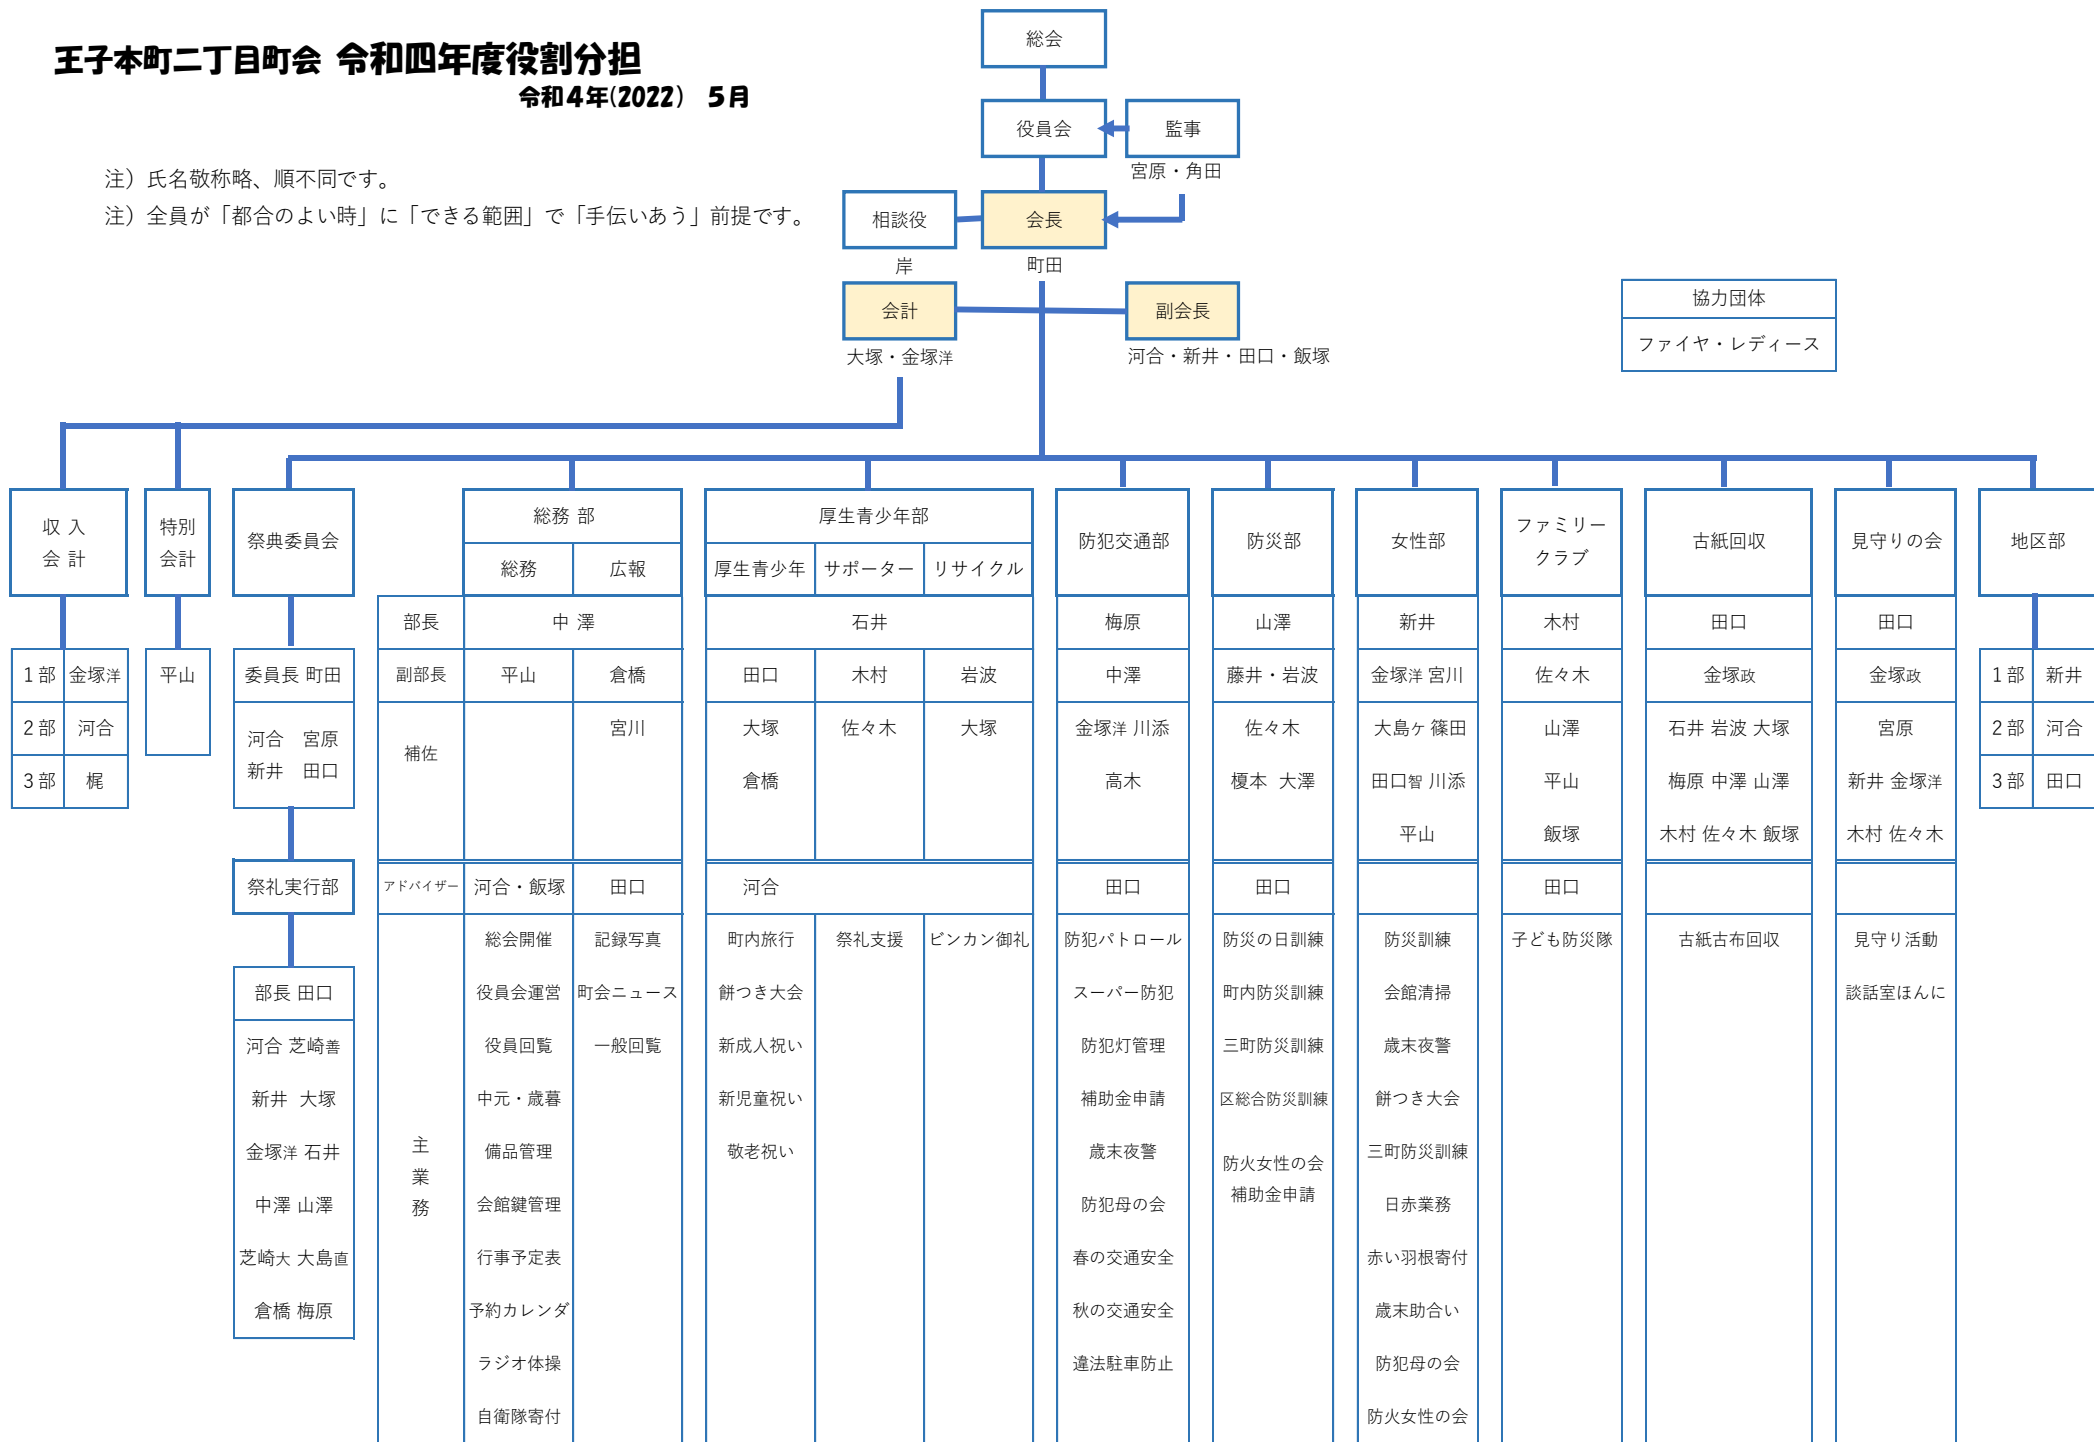 王子本町二丁目町会 令和四年度役割分担
令和４年(2022) ５月
注）氏名敬称略、順不同です。
注）全員が「都合のよい時」に「できる範囲」で「手伝いあう」前提です。
総会
役員会
監事
宮原・角田
相談役
会長
岸
町田
会計
副会長
大塚・金塚洋
河合・新井・田口・飯塚
協力団体
ファイヤ・レディース
収 入
会 計
1 部 金塚洋
2 部 河合
3 部 梶
特別
会計
平山
祭典委員会
委員長 町田
河合 宮原
新井 田口
祭礼実行部
部長 田口
河合 芝崎善
新井 大塚
金塚洋 石井
中澤 山澤
芝崎大 大島直
倉橋 梅原
部長
副部長
補佐
アドバイザー
主
業
務
総務 部
総務 広報
中 澤
平山 倉橋
宮川
河合・飯塚 田口
総会開催 記録写真
役員会運営 町会ニュース
役員回覧 一般回覧
中元・歳暮
備品管理
会館鍵管理
行事予定表
予約カレンダ
ラジオ体操
自衛隊寄付
厚生青少年部
厚生青少年 サポーター リサイクル
石井
田口 木村 岩波
大塚 佐々木 大塚
倉橋
河合
町内旅行 祭礼支援 ビンカン御礼
餅つき大会
新成人祝い
新児童祝い
敬老祝い
防犯交通部
梅原
中澤
金塚洋 川添
高木
田口
防犯パトロール
スーパー防犯
防犯灯管理
補助金申請
歳末夜警
防犯母の会
春の交通安全
秋の交通安全
違法駐車防止
防災部
山澤
藤井・岩波
佐々木
榎本 大澤
田口
防災の日訓練
町内防災訓練
三町防災訓練
区総合防災訓練
防火女性の会
補助金申請
女性部
新井
金塚洋 宮川
大島ケ 篠田
田口智 川添
平山
防災訓練
会館清掃
歳末夜警
餅つき大会
三町防災訓練
日赤業務
赤い羽根寄付
歳末助合い
防犯母の会
防火女性の会
ファミリー
クラブ
木村
佐々木
山澤
平山
飯塚
田口
子ども防災隊
古紙回収
田口
金塚政
石井 岩波 大塚
梅原 中澤 山澤
木村 佐々木 飯塚
古紙古布回収
見守りの会
田口
金塚政
宮原
新井 金塚洋
木村 佐々木
見守り活動
談話室ほんに
地区部
1 部 新井
2 部 河合
3 部 田口